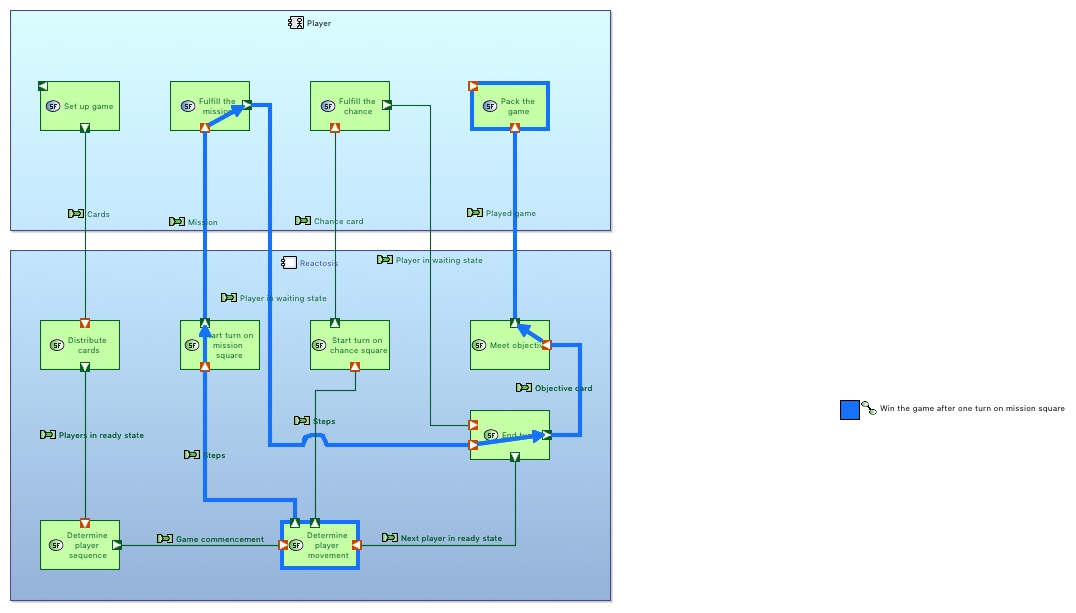 Player
SF
Set up game
SF
Fulfill the
mission
SF
Fulfill the
chance
SF
Pack the
game
Cards
Mission
Chance card
Played game
Reactosis
Player in waiting state
Player in waiting state
SF
Distribute
cards
SF
art turn on
mission
square
SF
Start turn on
chance square
SF
Meet objectiv
Objective card
Steps
SF
End tu
Players in ready state
Steps
SF
Determine
player
sequence
Game commencement
SF
Determine
player
movement
Next player in ready state
Win the game after one turn on mission square